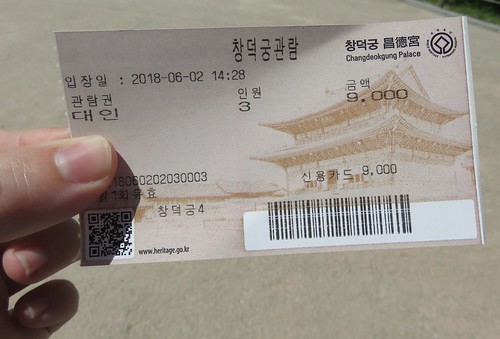 창덕궁관람
창덕궁 昌德宮
Changdeokgung Palace
입장일 : 2018-06-02 14:28
관람권 인원 금액
대인 3 9,000
18060202030003 신용카드 9,000
1회유효
창덕궁4
www.heritage.go.kr